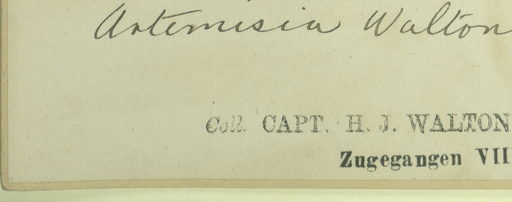 Artemisia Walton
Coll. CAPT. H. J. WALTON
Zugegangen VII